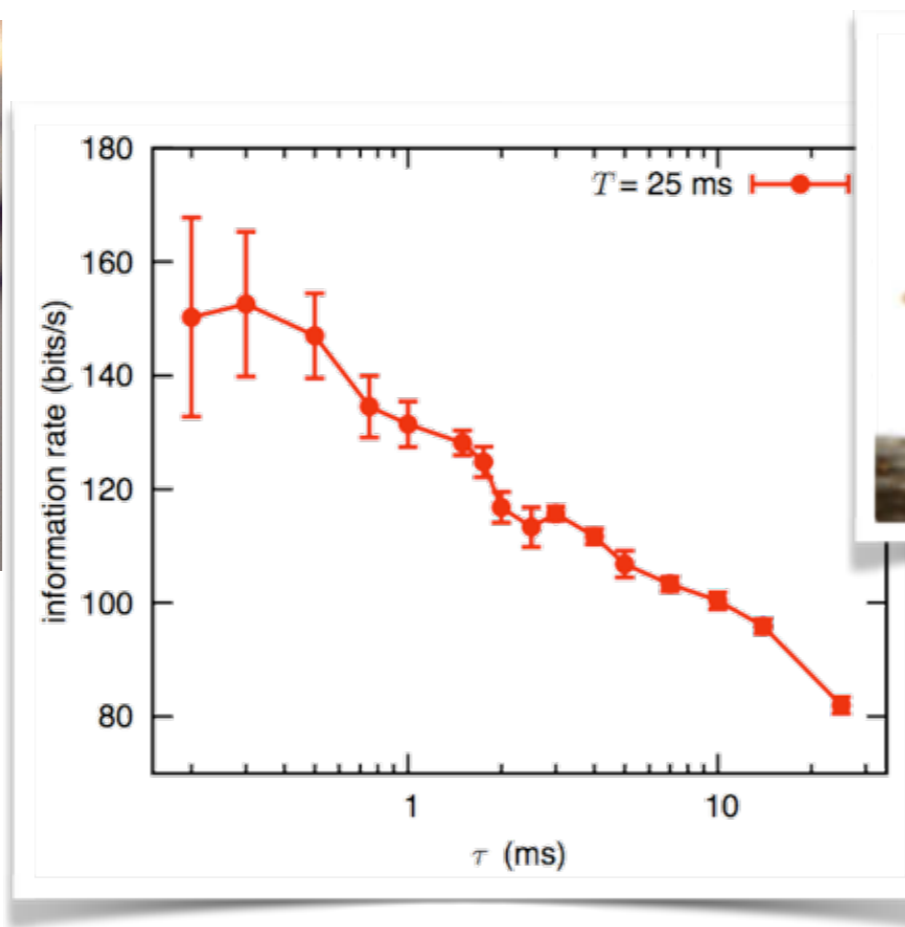 180
T = 25 ms
160
140
120
100
80
information rate (bits/s)
1
10
τ (ms)